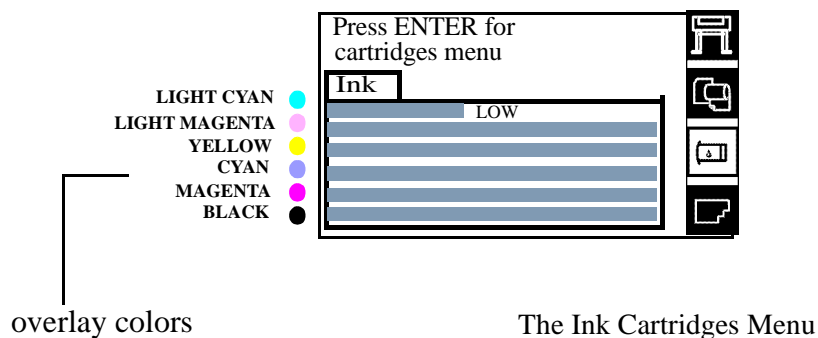 Press ENTER for
cartridges menu
Ink
LIGHT CYAN
LOW
LIGHT MAGENTA
YELLOW
CYAN
MAGENTA
BLACK
overlay colors
The Ink Cartridges Menu